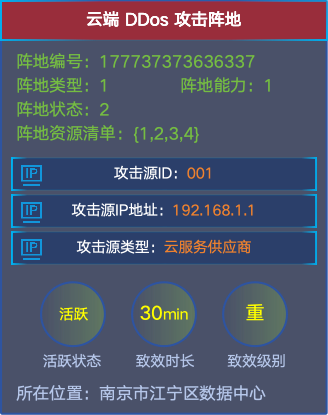 云端 DDos 攻击阵地
阵地编号：177737373636337
阵地类型：1 阵地能力：1
阵地状态：2
阵地资源清单：{1,2,3,4}
IP 攻击源ID：001
IP 攻击源IP地址：192.168.1.1
IP 攻击源类型：云服务供应商
活跃 30min 重
活跃状态 致效时长 致效级别
所在位置：南京市江宁区数据中心